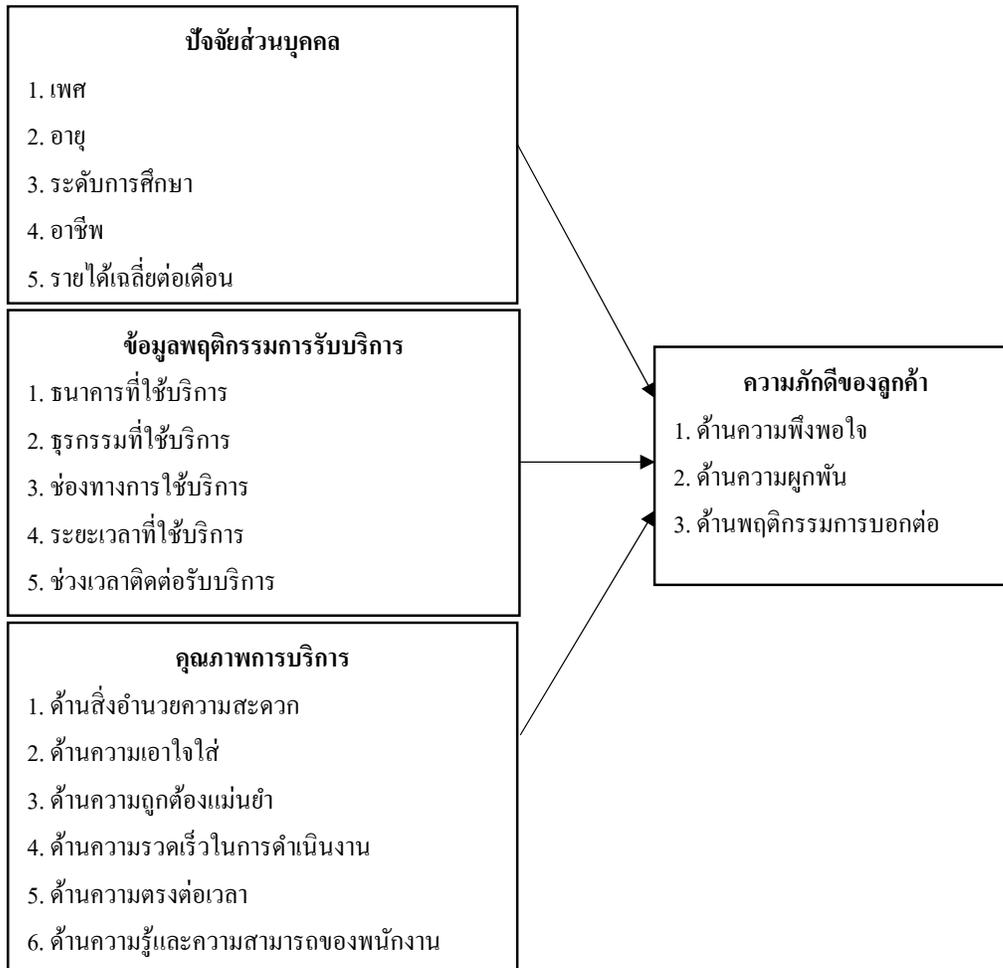 ปัจจัยส่วนบุคคล
1. เพศ
2. อายุ
3. ระดับการศึกษา
4. อาชีพ
5. รายได้เฉลี่ยต่อเดือน
ข้อมูลพฤติกรรมการรับบริการ
1. ธนาคารที่ใช้บริการ
2. ธุรกรรมที่ใช้บริการ
3. ช่องทางการใช้บริการ
4. ระยะเวลาที่ใช้บริการ
5. ช่วงเวลาติดต่อรับบริการ
คุณภาพการบริการ
1. ด้านสิ่งอำนวยความสะดวก
2. ด้านความเอาใจใส่
3. ด้านความถูกต้องแม่นยำ
4. ด้านความรวดเร็วในการดำเนินงาน
5. ด้านความตรงต่อเวลา
6. ด้านความรู้และความสามารถของพนักงาน
ความภักดีของลูกค้า
1. ด้านความพึงพอใจ
2. ด้านความผูกพัน
3. ด้านพฤติกรรมการบอกต่อ